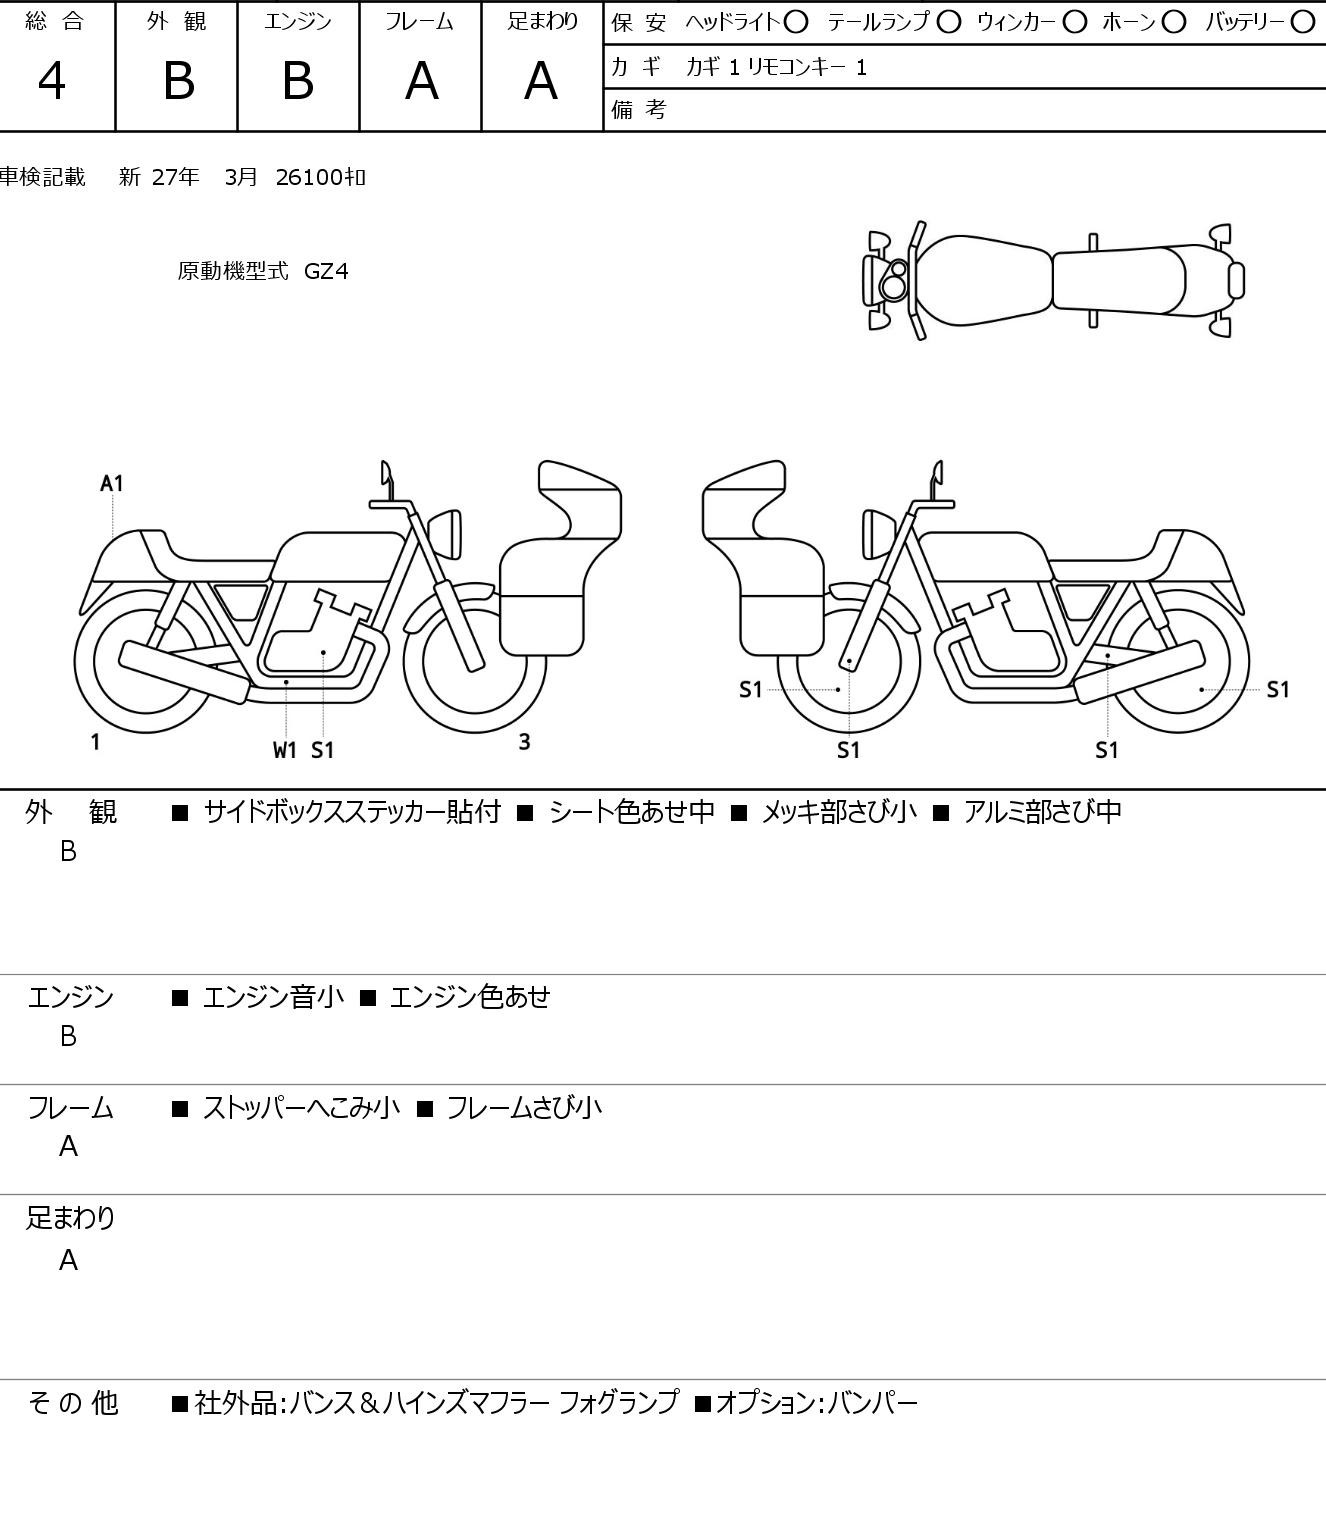 総 合 外 観 エンジン フレーム 足まわり 保 安 ヘッドライト○ テールランプ○ ウィンカー○ ホーン○ バッテリー○
4 B B A A カ ギ カギ 1 リモコンキー 1
備 考
車検記載 新 27年 3月 26100ｷﾛ
原動機型式 GZ4
A1
S1 S1
1 W1 S1 3 S1 S1
外 観 ■ サイドボックスステッカー貼付 ■ シート色あせ中 ■ メッキ部さび小 ■ アルミ部さび中
B
エンジン ■ エンジン音小 ■ エンジン色あせ
B
フレーム ■ ストッパーへこみ小 ■ フレームさび小
A
足まわり
A
その他 ■社外品:バンス＆ハインズマフラー フォグランプ ■オプション:バンパー